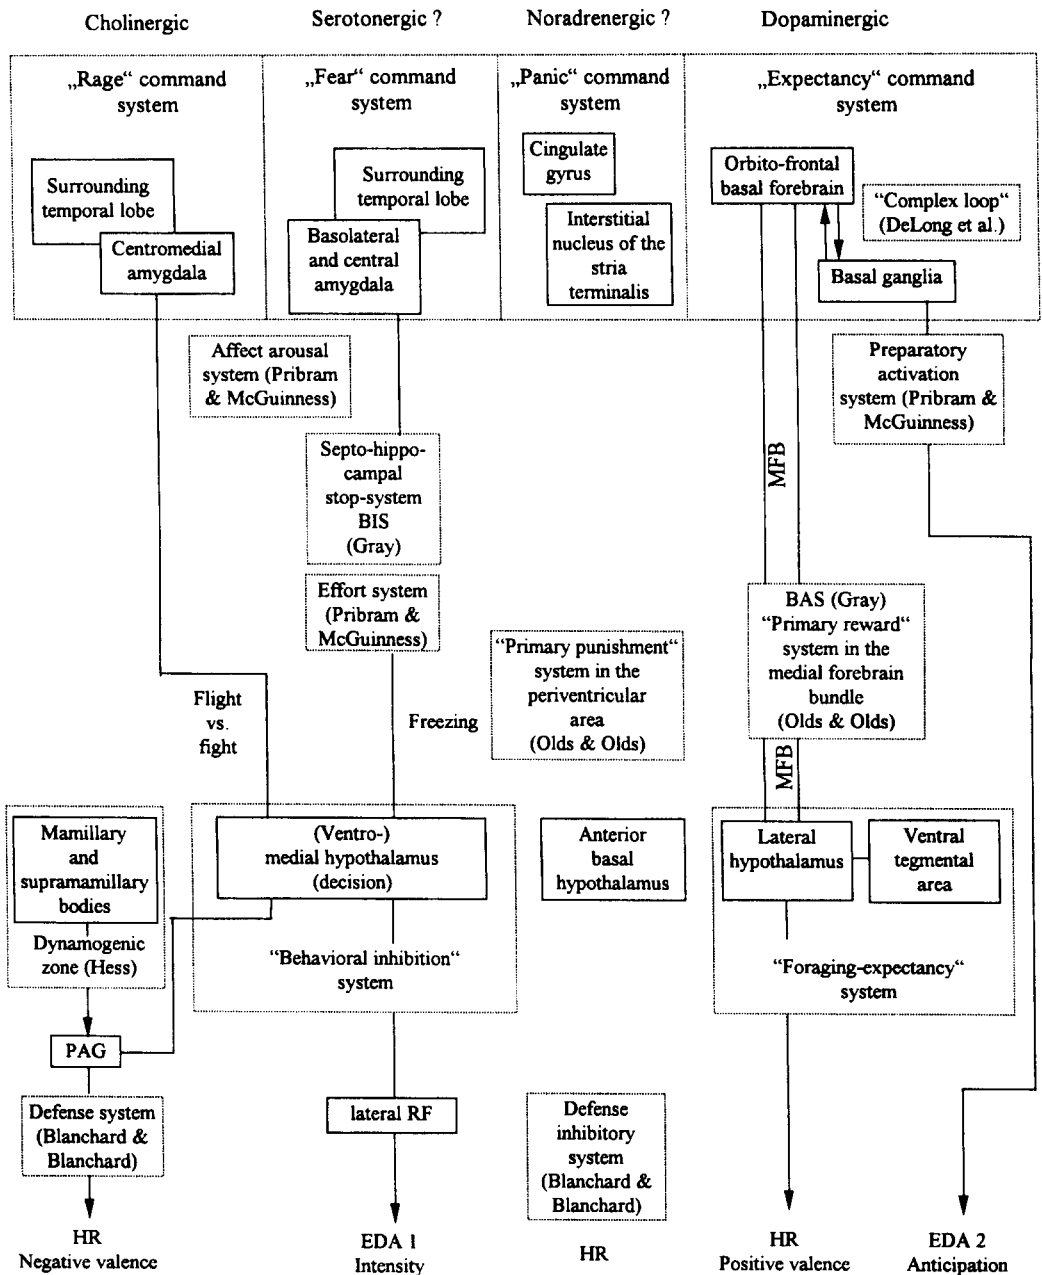 Cholinergic
Serotonergic ?
Noradrenergic ?
Dopaminergic
„Rage“ command
system
„Fear“ command
system
„Panic“ command
system
„Expectancy“ command
system
Surrounding
temporal lobe
Centromedial
amygdala
Surrounding
temporal lobe
Basolateral
and central
amygdala
Cingulate
gyrus
Interstitial
nucleus of the
stria
terminalis
Orbito-frontal
basal forebrain
“Complex loop“
(DeLong et al.)
Basal ganglia
Affect arousal
system (Pribram
& McGuinness)
Preparatory
activation
system (Pribram &
McGuinness)
Septo-hippo-
campal
stop-system
BIS
(Gray)
MFB
Effort system
(Pribram &
McGuinness)
“Primary punishment“
system in the
periventricular
area
(Olds & Olds)
BAS (Gray)
“Primary reward“
system in the
medial forebrain
bundle
(Olds & Olds)
Flight
vs.
fight
Freezing
MFB
Mamillary
and
supramamillary
bodies
Dynamogenic
zone (Hess)
(Ventro-)
medial hypothalamus
(decision)
“Behavioral inhibition“
system
Anterior
basal
hypothalamus
Lateral
hypothalamus
Ventral
tegmental
area
“Foraging-expectancy“
system
PAG
Defense system
(Blanchard &
Blanchard)
lateral RF
Defense
inhibitory
system
(Blanchard &
Blanchard)
HR
Negative valence
EDA 1
Intensity
HR
HR
Positive valence
EDA 2
Anticipation